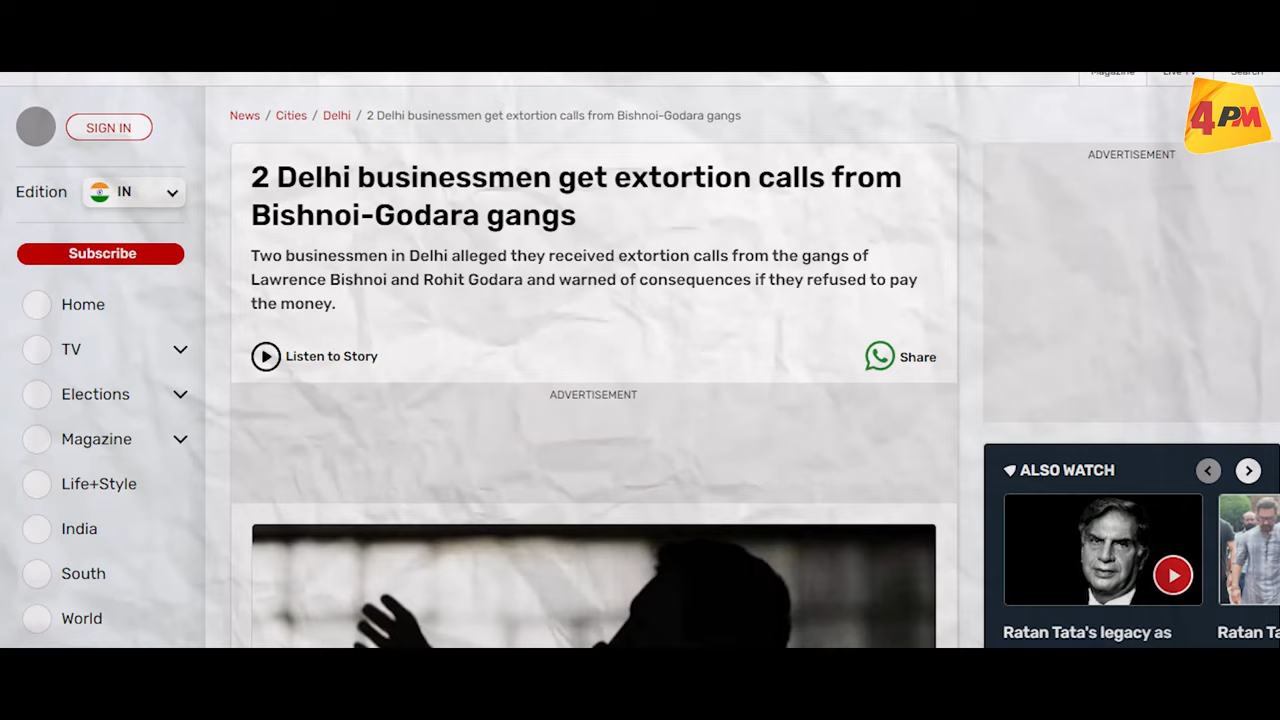 Magazine
Live TV
Search
4PM
SIGN IN
News / Cities / Delhi / 2 Delhi businessmen get extortion calls from Bishnoi-Godara gangs
ADVERTISEMENT
2 Delhi businessmen get extortion calls from
Bishnoi-Godara gangs
Edition
IN
Two businessmen in Delhi alleged they received extortion calls from the gangs of
Lawrence Bishnoi and Rohit Godara and warned of consequences if they refused to pay
the money.
Subscribe
Home
TV
Elections
Magazine
Life+Style
India
South
World
Listen to Story
Share
ADVERTISEMENT
ALSO WATCH
Ratan Tata's legacy as
Ratan Ta